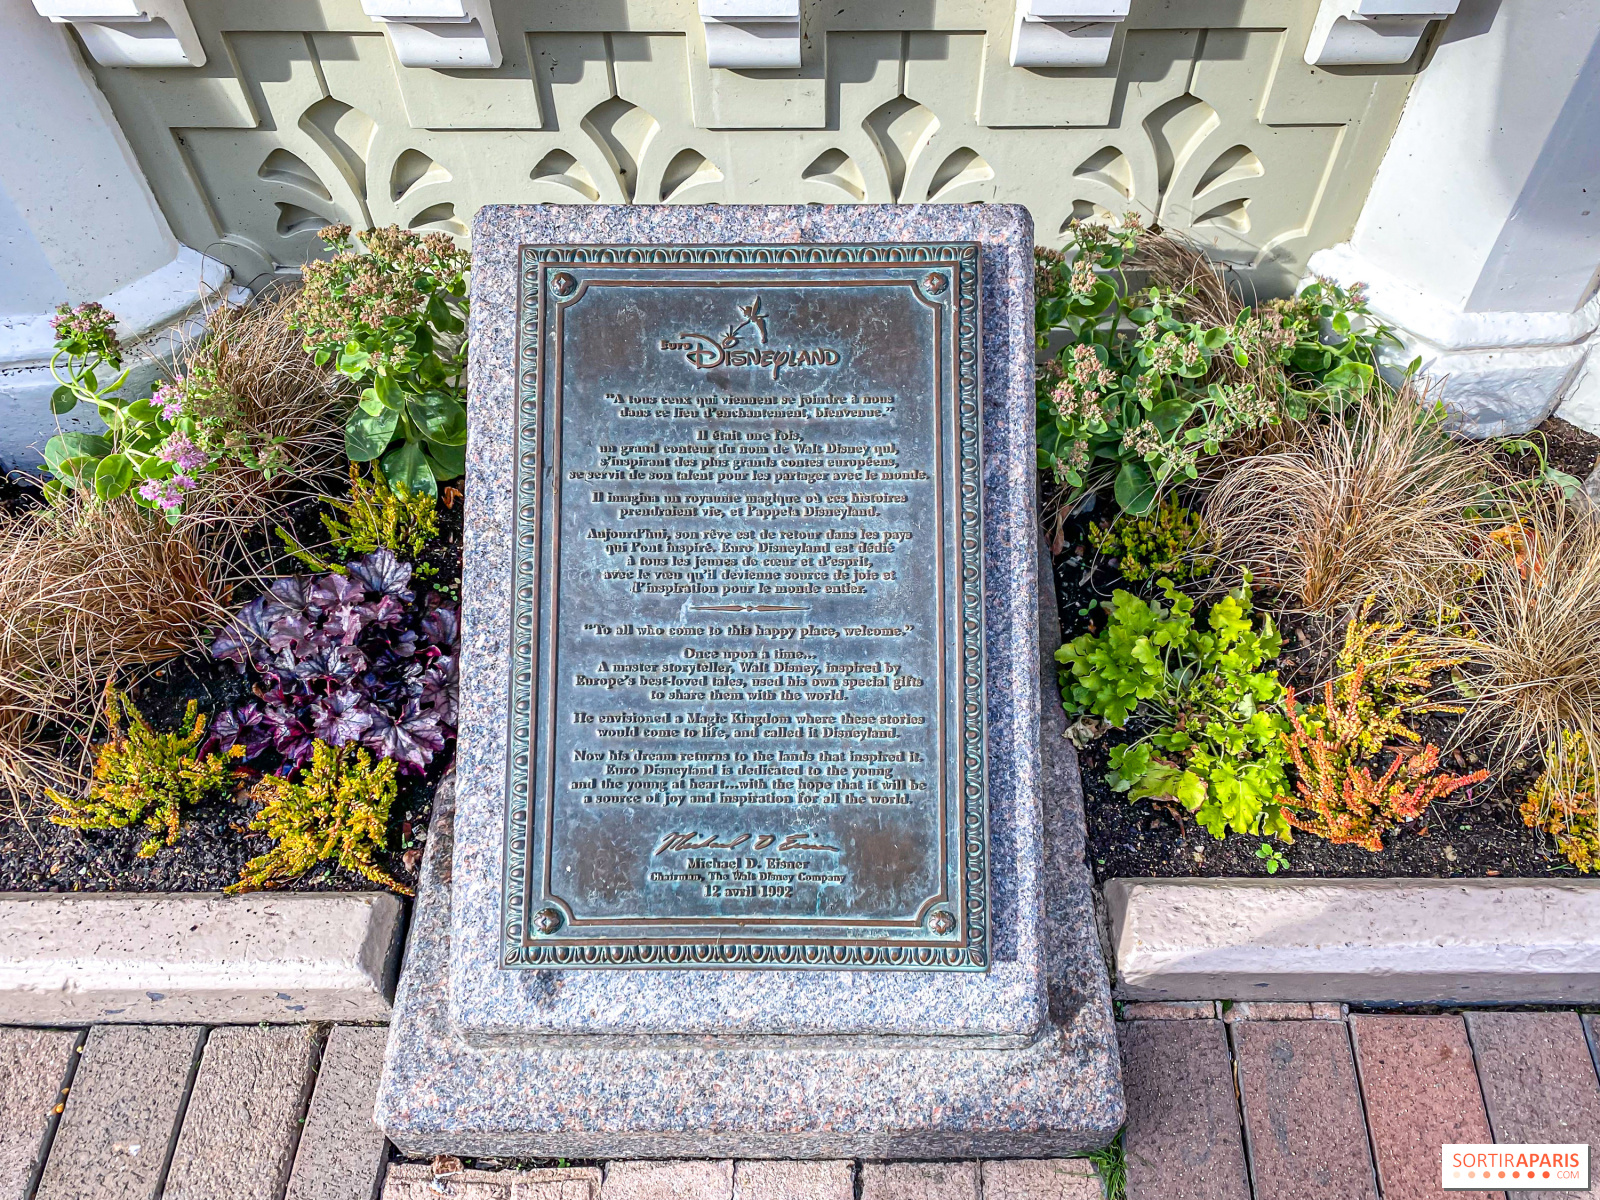 Euro Disneyland
"A tous ceux qui viennent se joindre à nous
dans ce lieu d'enchantement, bienvenue."
Il était une fois,
un grand conteur du nom de Walt Disney qui,
s'inspirant des plus grands contes européens,
se servit de son talent pour les partager avec le monde.
Il imagina un royaume magique où ces histoires
prendraient vie, et l'appela Disneyland.
Aujourd'hui, son rêve est de retour dans les pays
qui l'ont inspiré. Euro Disneyland est dédié
à tous les jeunes de cœur et d'esprit,
avec le vœu qu'il devienne source de joie et
d'inspiration pour le monde entier.
"To all who come to this happy place, welcome."
Once upon a time...
A master storyteller, Walt Disney, inspired by
Europe's best-loved tales, used his own special gifts
to share them with the world.
He envisioned a Magic Kingdom where these stories
would come to life, and called it Disneyland.
Now his dream returns to the lands that inspired it.
Euro Disneyland is dedicated to the young
and the young at heart...with the hope that it will be
a source of joy and inspiration for all the world.
Michael D Eisner
Michael D. Eisner
Chairman, The Walt Disney Company
12 avril 1992
SORTIRAPARIS
.COM